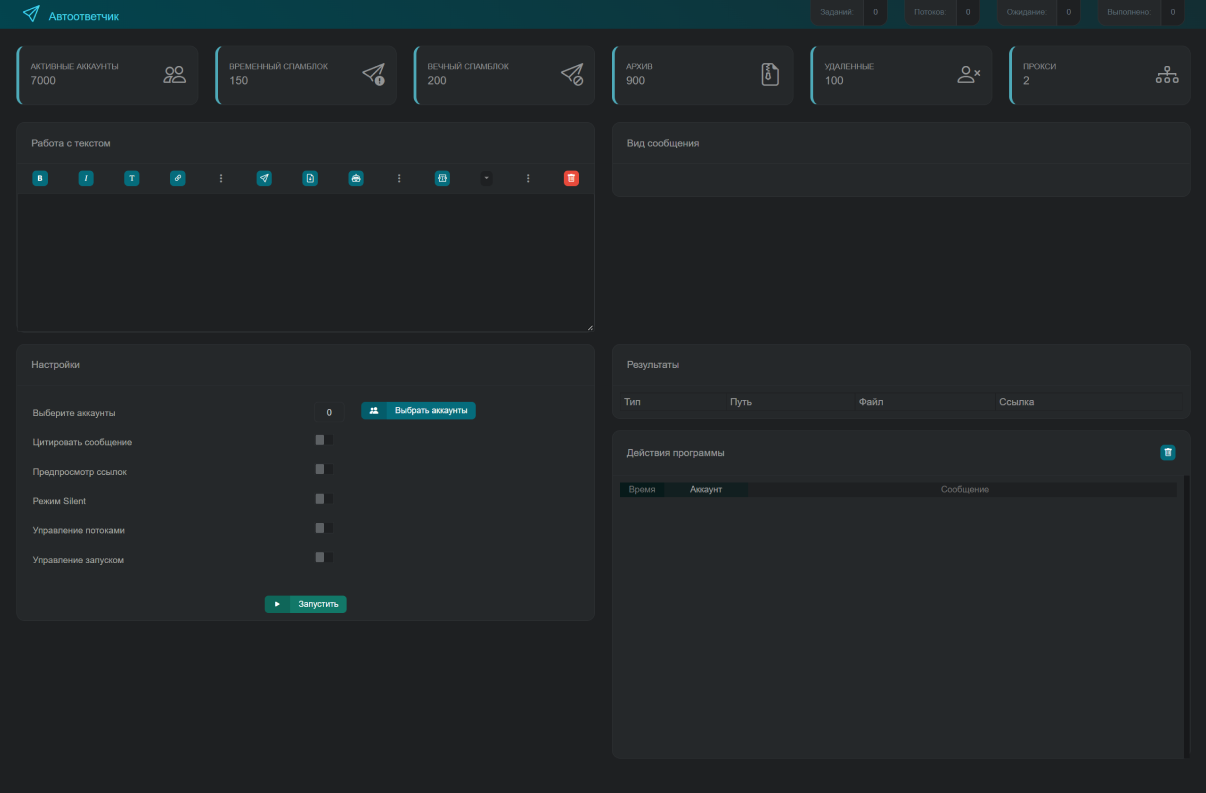 Автоответчик
Заданий: 0 Потоков: 0 Ожидание: 0 Выполнено: 0
АКТИВНЫЕ АККАУНТЫ
7000
ВРЕМЕННЫЙ СПАМБЛОК
150
ВЕЧНЫЙ СПАМБЛОК
200
АРХИВ
900
УДАЛЕННЫЕ
100
ПРОКСИ
2
Работа с текстом
B I T
Вид сообщения
Настройки
Выберите аккаунты 0 Выбрать аккаунты
Цитировать сообщение
Предпросмотр ссылок
Режим Silent
Управление потоками
Управление запуском
Запустить
Результаты
Тип Путь Файл Ссылка
Действия программы
Время Аккаунт Сообщение